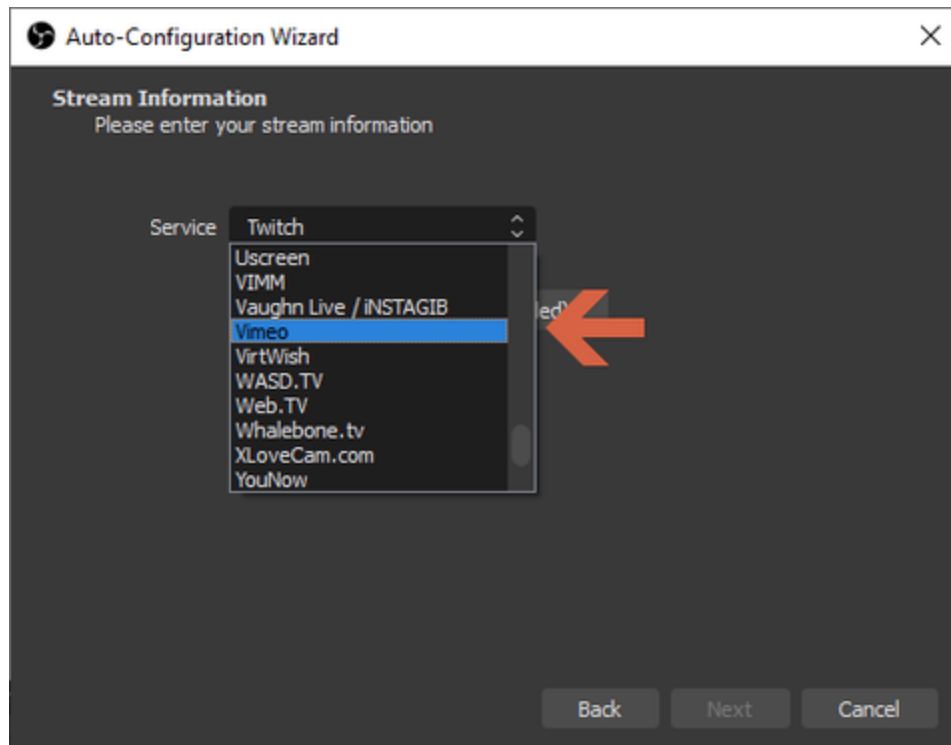 Auto-Configuration Wizard
Stream Information
Please enter your stream information
Service Twitch
Uscreen
VIMM
Vaughn Live / iNSTAGIB
Vimeo
VirtWish
WASD.TV
Web.TV
Whalebone.tv
XLoveCam.com
YouNow
Back Next Cancel